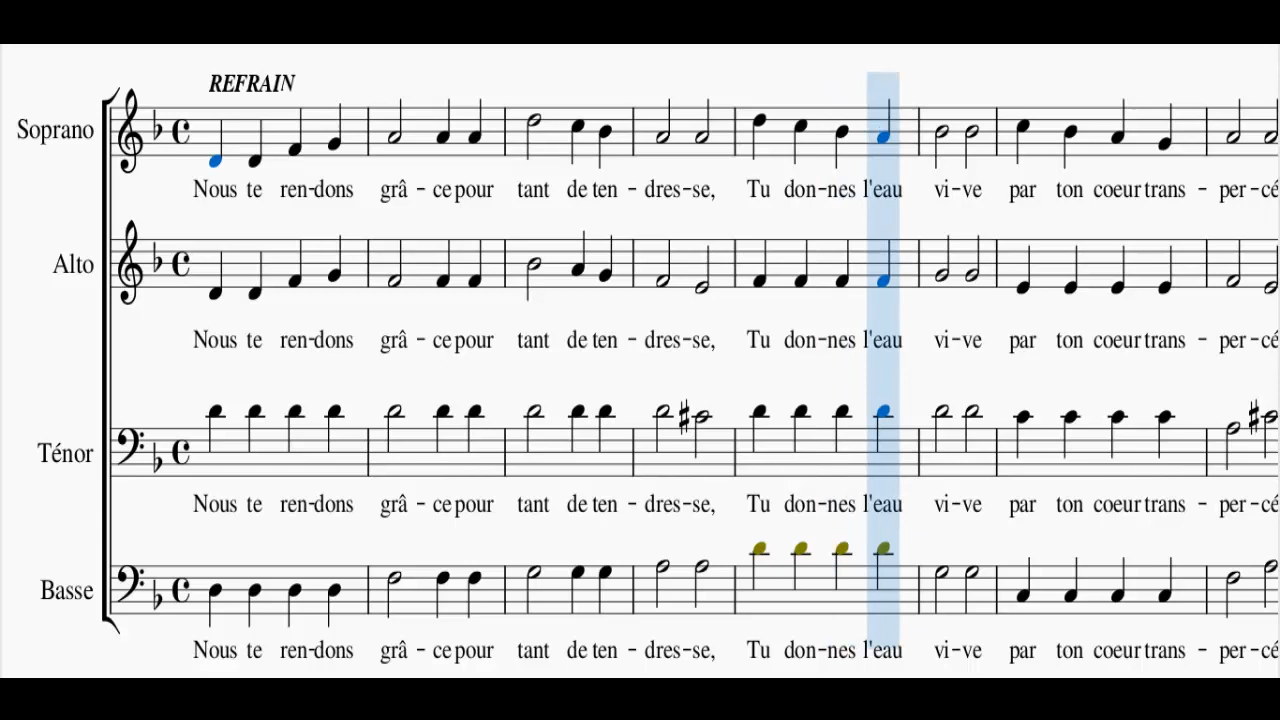 REFRAIN
Soprano
Nous te ren-dons grâ - ce pour tant de ten - dres-se, Tu don-nes l'eau vi-ve par ton coeur trans - per-cé
Alto
Nous te ren-dons grâ - ce pour tant de ten - dres-se, Tu don-nes l'eau vi-ve par ton coeur trans - per-cé
Ténor
Nous te ren-dons grâ - ce pour tant de ten - dres-se, Tu don-nes l'eau vi-ve par ton coeur trans - per-cé
Basse
Nous te ren-dons grâ - ce pour tant de ten - dres-se, Tu don-nes l'eau vi-ve par ton coeur trans - per-cé